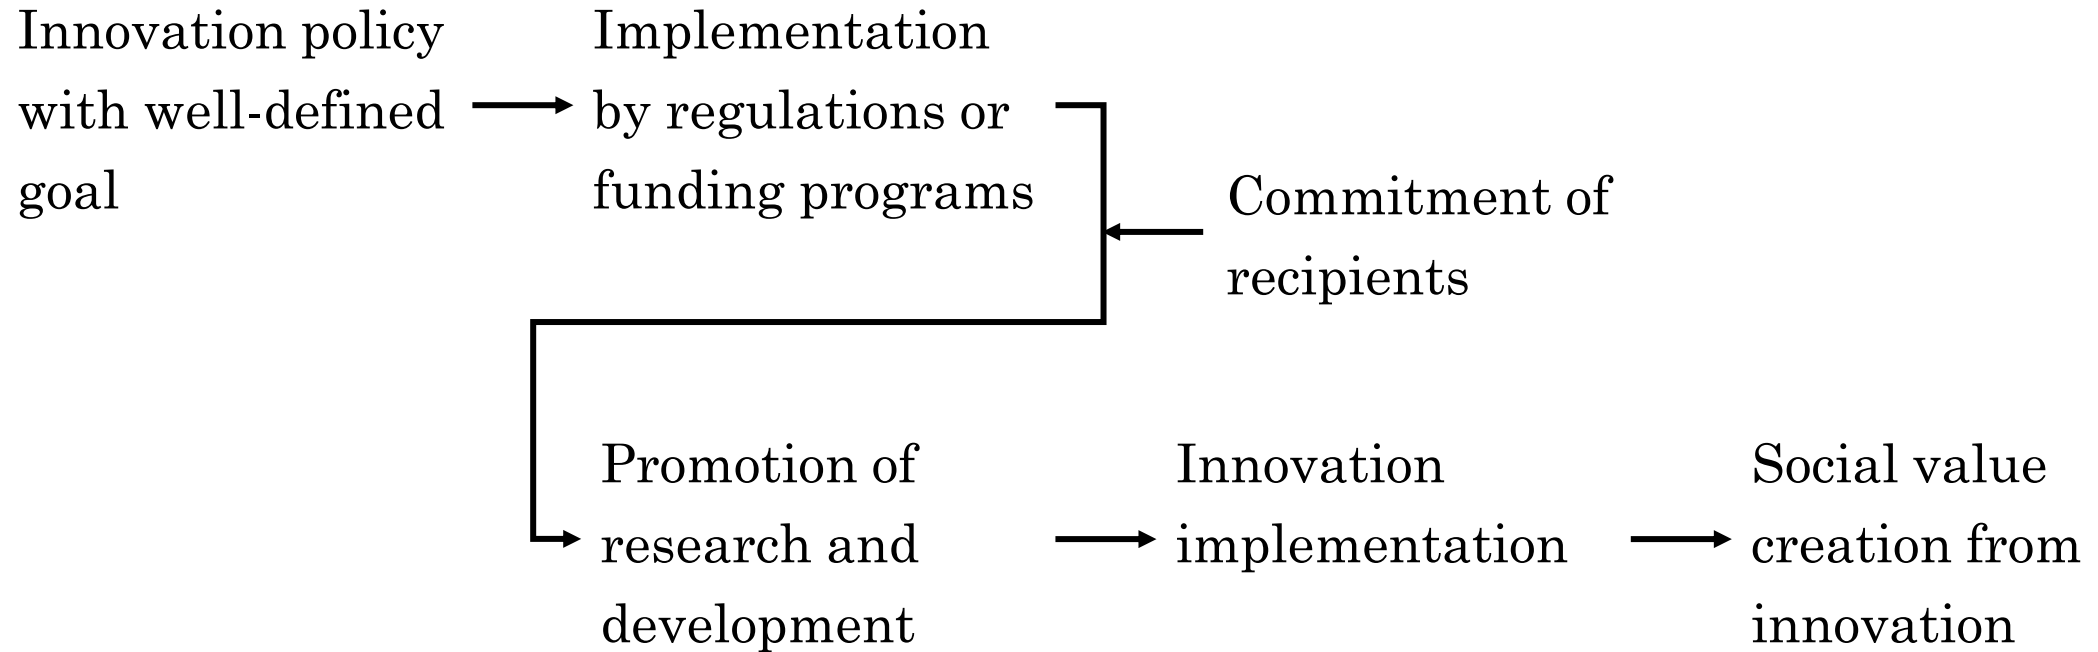 Innovation policy
with well-defined
goal
Implementation
by regulations or
funding programs
Commitment of
recipients
Promotion of
research and
development
Innovation
implementation
Social value
creation from
innovation